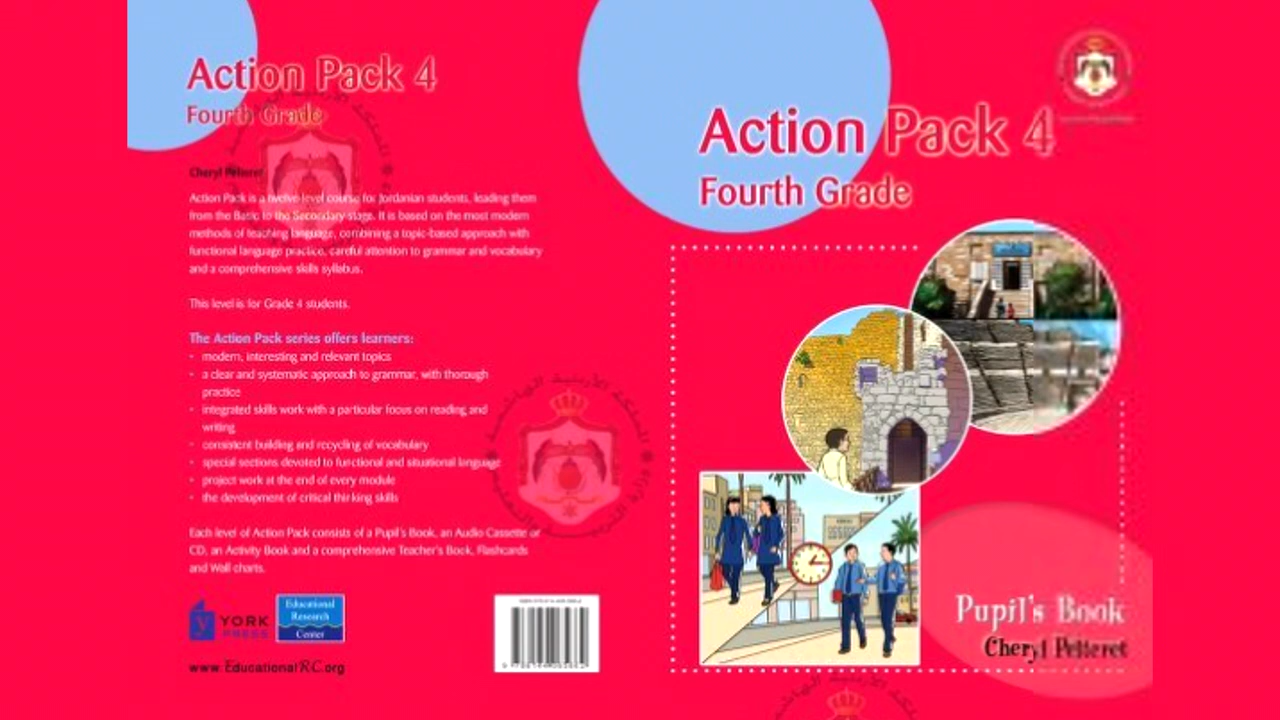 Action Pack 4
Fourth Grade
Cheryl Pelteret
Action Pack is a twelve-level course for Jordanian students, leading them
from the Basic to the Secondary stage. It is based on the most modern
methods of teaching language, combining a topic-based approach with
functional language practice, careful attention to grammar and vocabulary
and a comprehensive skills syllabus.
This level is for Grade 4 students.
The Action Pack series offers learners:
• modern, interesting and relevant topics
• a clear and systematic approach to grammar, with thorough
practice
• integrated skills work with a particular focus on reading and
writing
• consistent building and recycling of vocabulary
• special sections devoted to functional and situational language
• project work at the end of every module
• the development of critical thinking skills
Each level of Action Pack consists of a Pupil's Book, an Audio Cassette or
CD, an Activity Book and a comprehensive Teacher's Book, Flashcards
and Wall charts.
YORK
PRESS
Educational
Research
Center
www.EducationalRC.org
Action Pack 4
Fourth Grade
Pupil's Book
Cheryl Pelteret
المملكة الأردنية الهاشمية